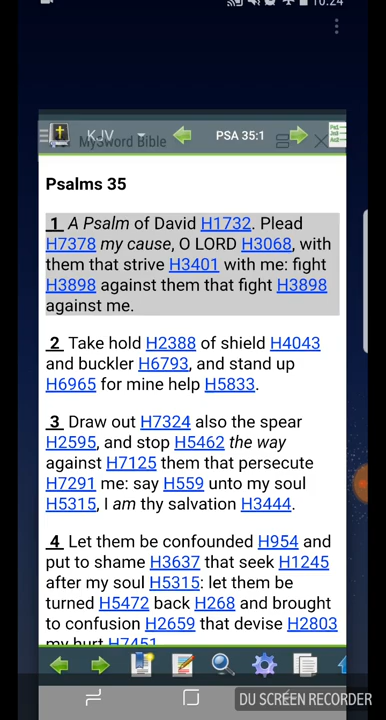 10:24
KJV
MySword Bible
PSA 35:1
Psalms 35
1 A Psalm of David H1732. Plead
H7378 my cause, O LORD H3068, with
them that strive H3401 with me: fight
H3898 against them that fight H3898
against me.
2 Take hold H2388 of shield H4043
and buckler H6793, and stand up
H6965 for mine help H5833.
3 Draw out H7324 also the spear
H2595, and stop H5462 the way
against H7125 them that persecute
H7291 me: say H559 unto my soul
H5315, I am thy salvation H3444.
4 Let them be confounded H954 and
put to shame H3637 that seek H1245
after my soul H5315: let them be
turned H5472 back H268 and brought
to confusion H2659 that devise H2803
my hurt H7451
DU SCREEN RECORDER